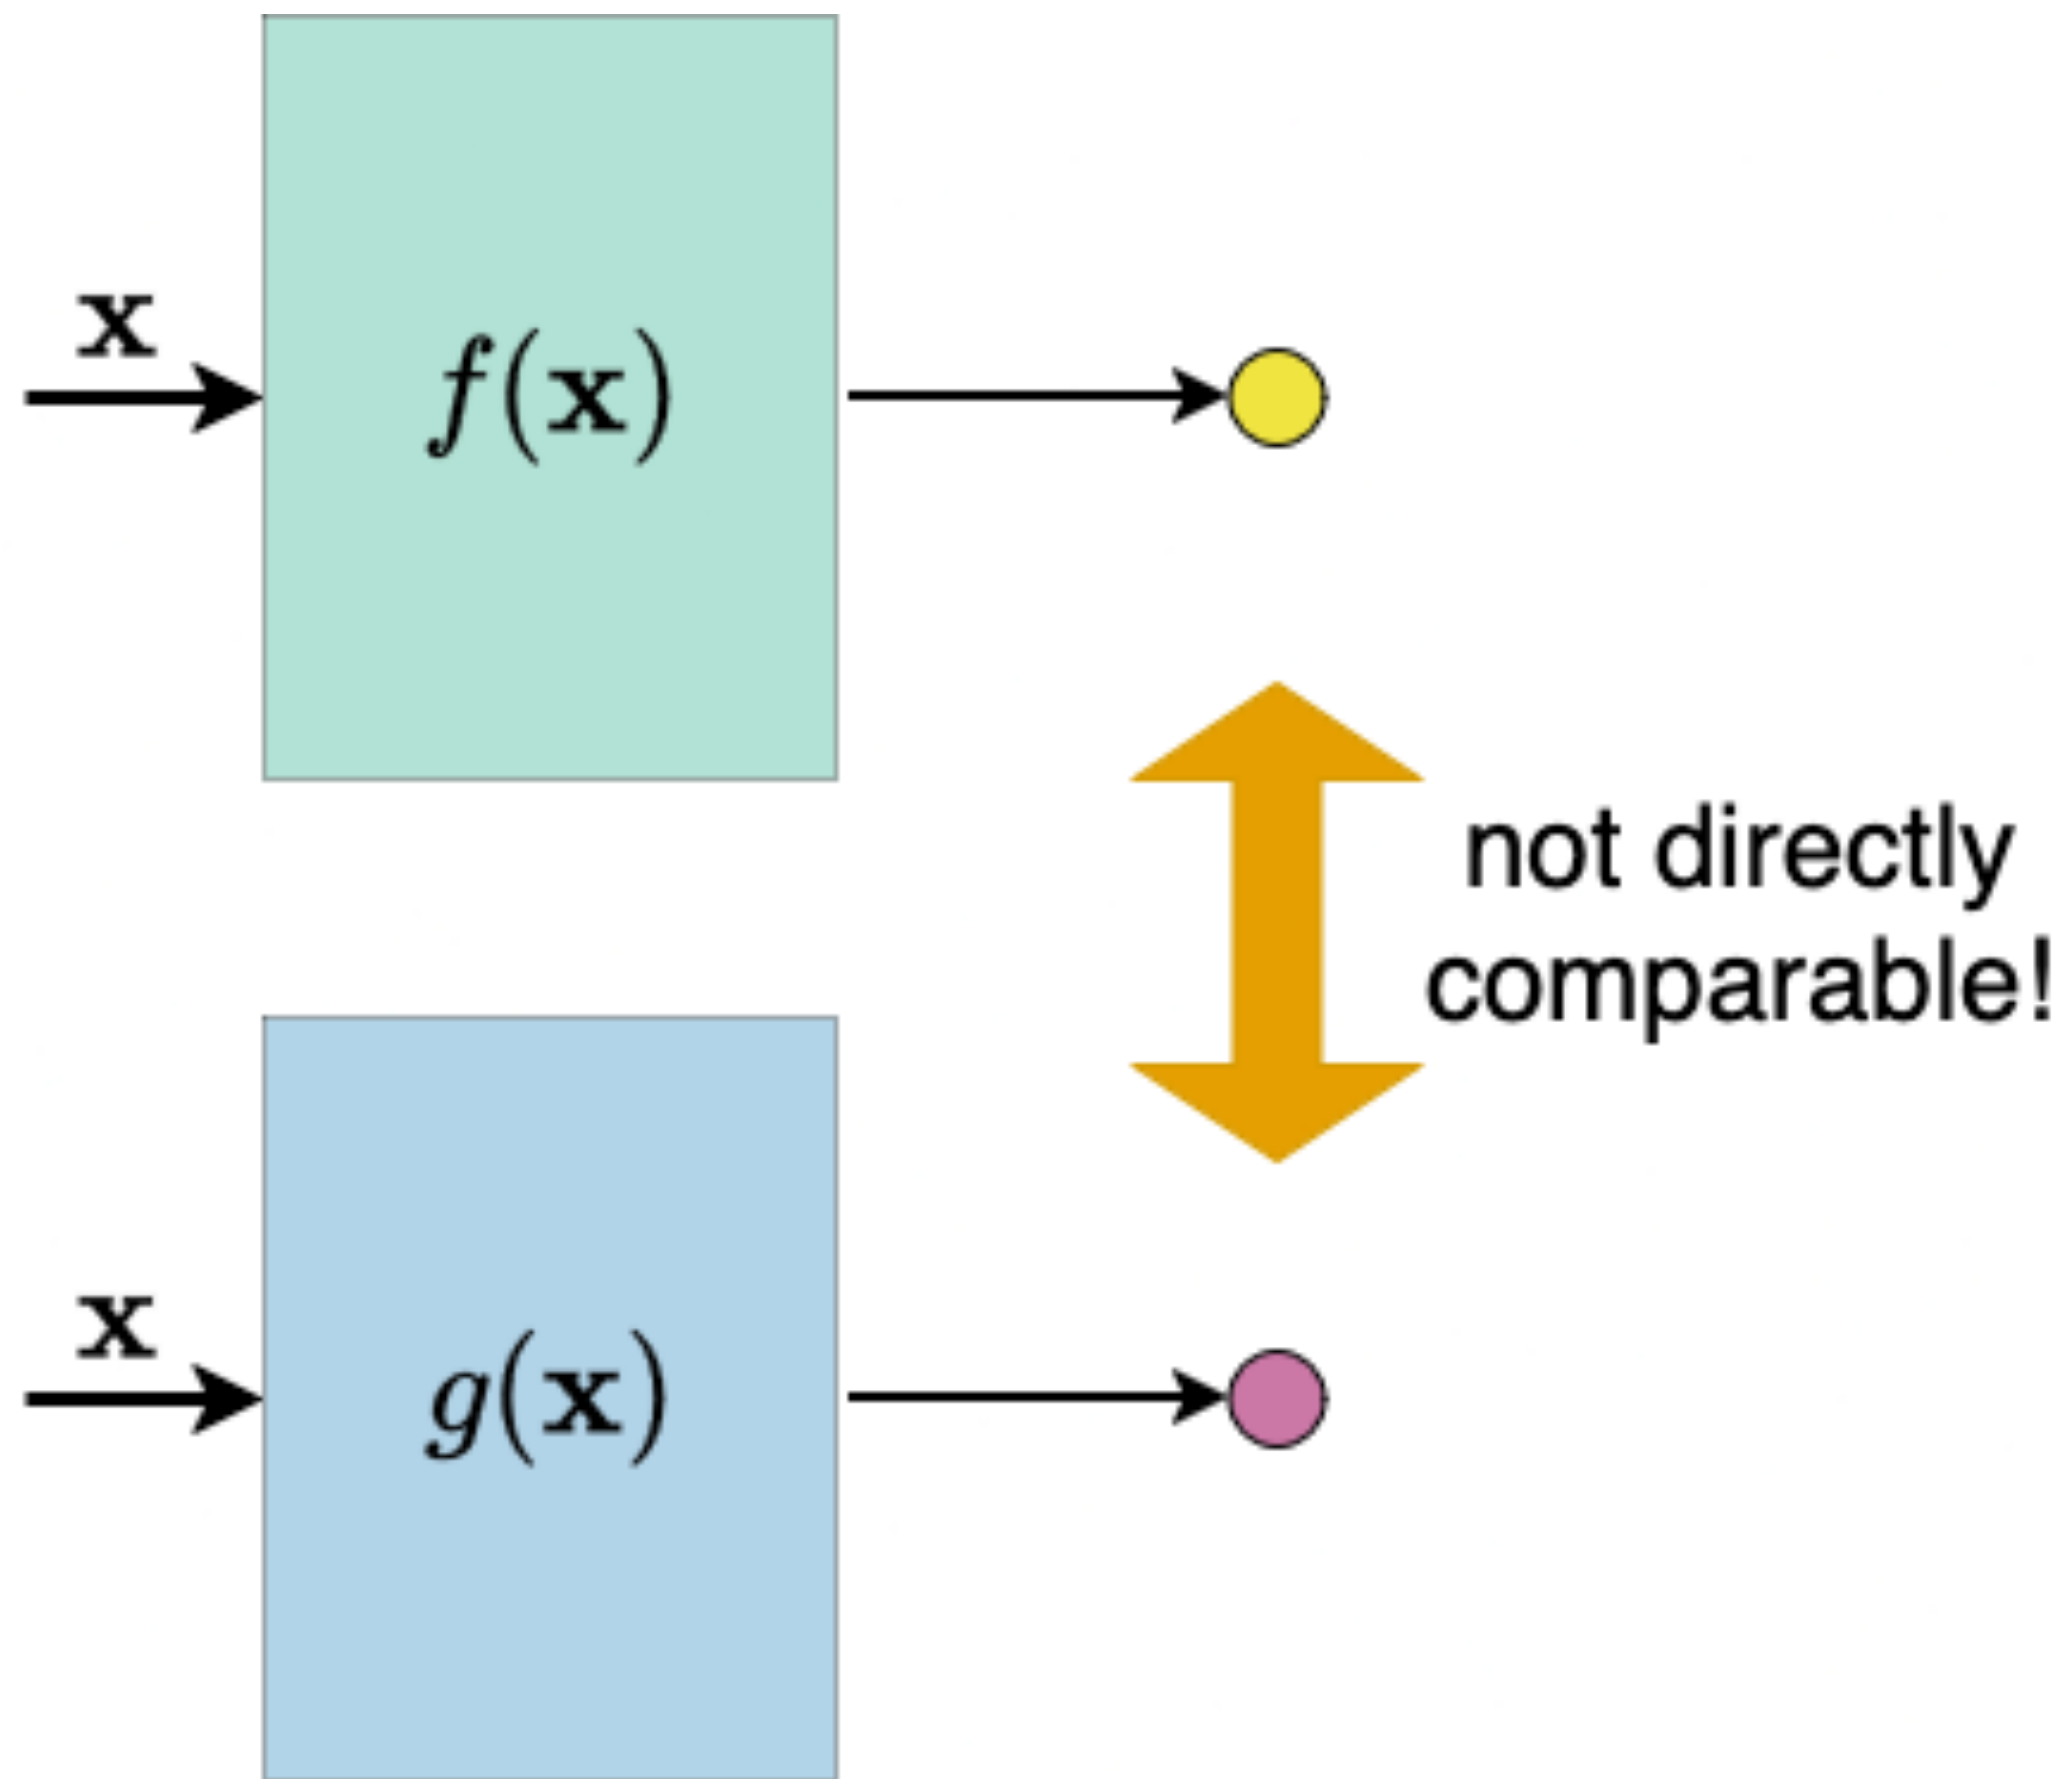 x
f(x)
not directly
comparable!
x
g(x)